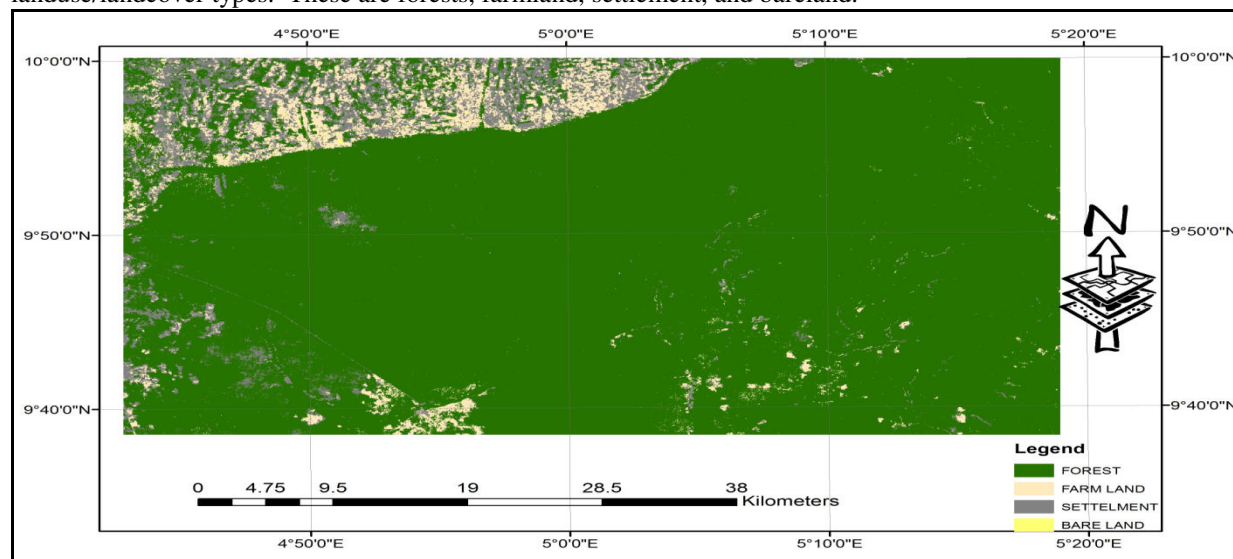 landuse/landcover types. These are forests, farmland, settlement, and bareland.
4°50'0"E 5°0'0"E 5°10'0"E 5°20'0"E
10°0'0"N 10°0'0"N
9°50'0"N 9°50'0"N
N
9°40'0"N 9°40'0"N
Legend
FOREST
FARM LAND
SETTELMENT
BARE LAND
0 4.75 9.5 19 28.5 38
Kilometers
4°50'0"E 5°0'0"E 5°10'0"E 5°20'0"E